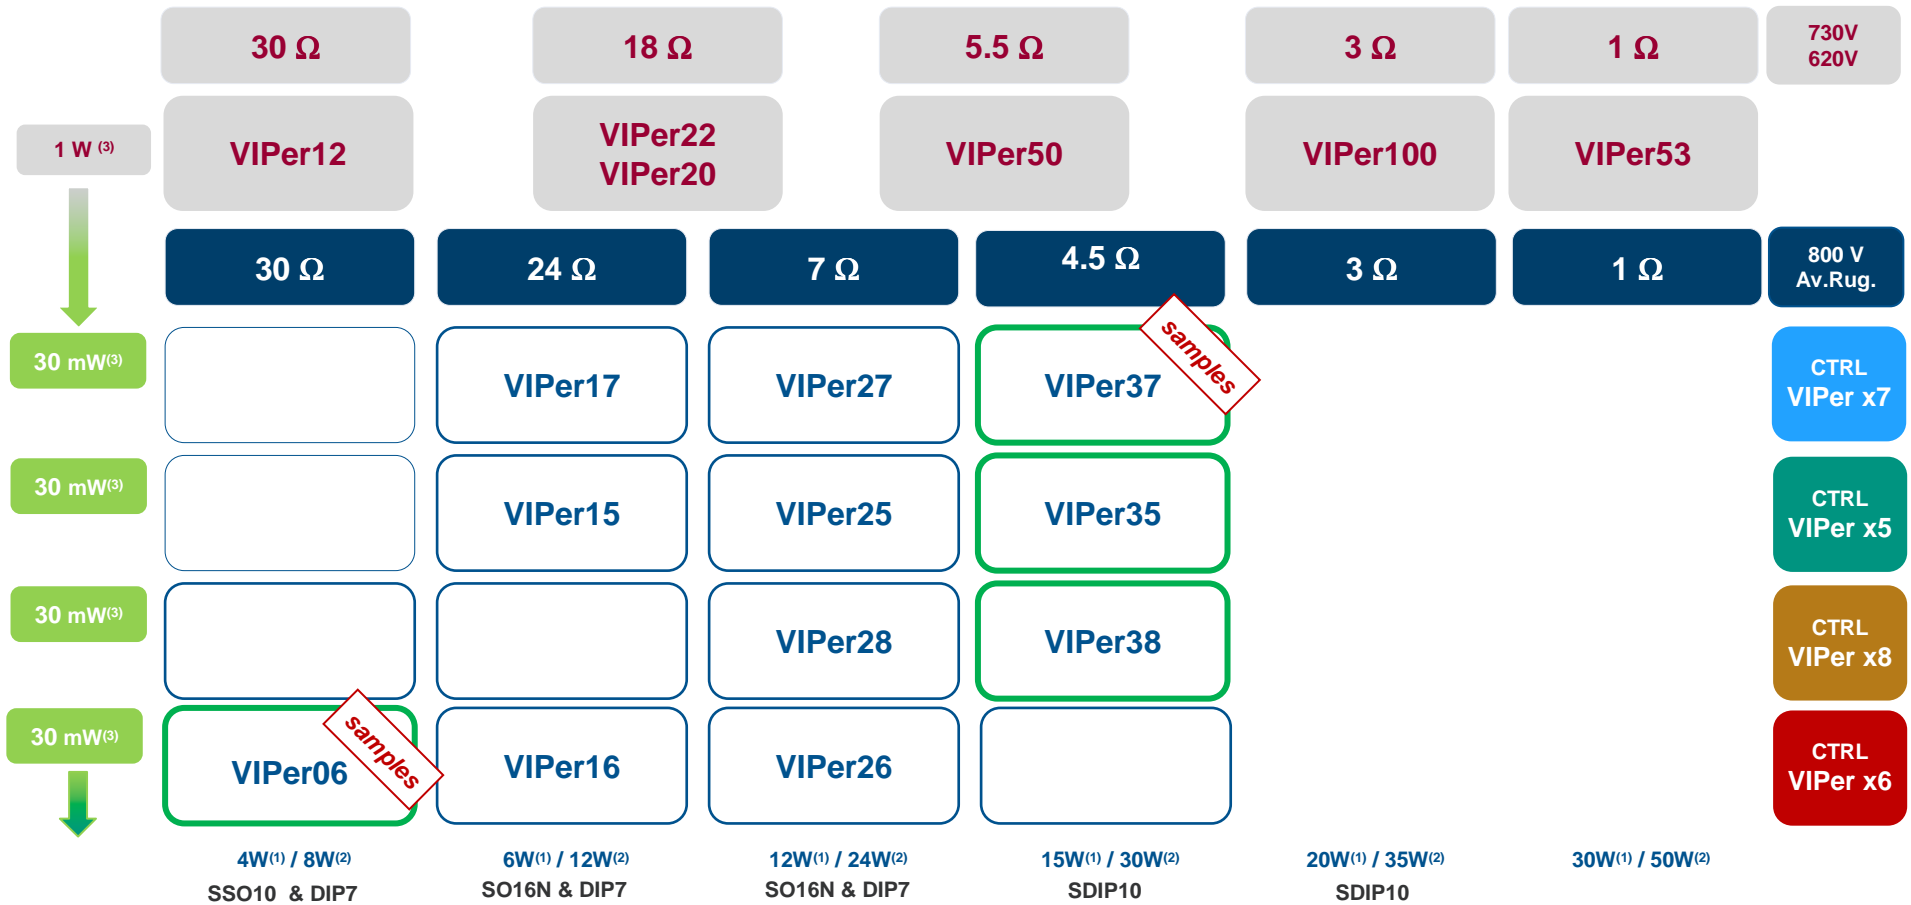 30 Ω
18 Ω
5.5 Ω
3 Ω
1 Ω
730V
620V
1 W (3)
VIPer12
VIPer22
VIPer20
VIPer50
VIPer100
VIPer53
30 Ω
24 Ω
7 Ω
4.5 Ω
3 Ω
1 Ω
800 V
Av.Rug.
30 mW(3)
VIPer17
VIPer27
VIPer37
samples
CTRL
VIPer x7
30 mW(3)
VIPer15
VIPer25
VIPer35
CTRL
VIPer x5
30 mW(3)
VIPer28
VIPer38
CTRL
VIPer x8
30 mW(3)
VIPer06
samples
VIPer16
VIPer26
CTRL
VIPer x6
4W(1) / 8W(2)
6W(1) / 12W(2)
12W(1) / 24W(2)
15W(1) / 30W(2)
20W(1) / 35W(2)
30W(1) / 50W(2)
SSO10 & DIP7
SO16N & DIP7
SO16N & DIP7
SDIP10
SDIP10